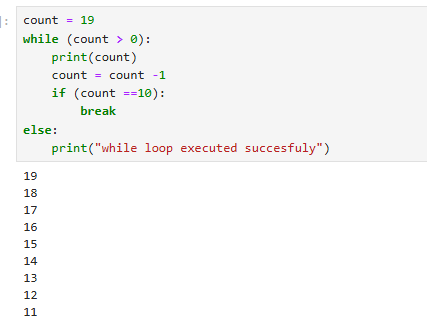 ]:
count = 19
while (count > 0):
    print(count)
    count = count -1
    if (count ==10):
        break
else:
    print("while loop executed succesfuly")
19
18
17
16
15
14
13
12
11